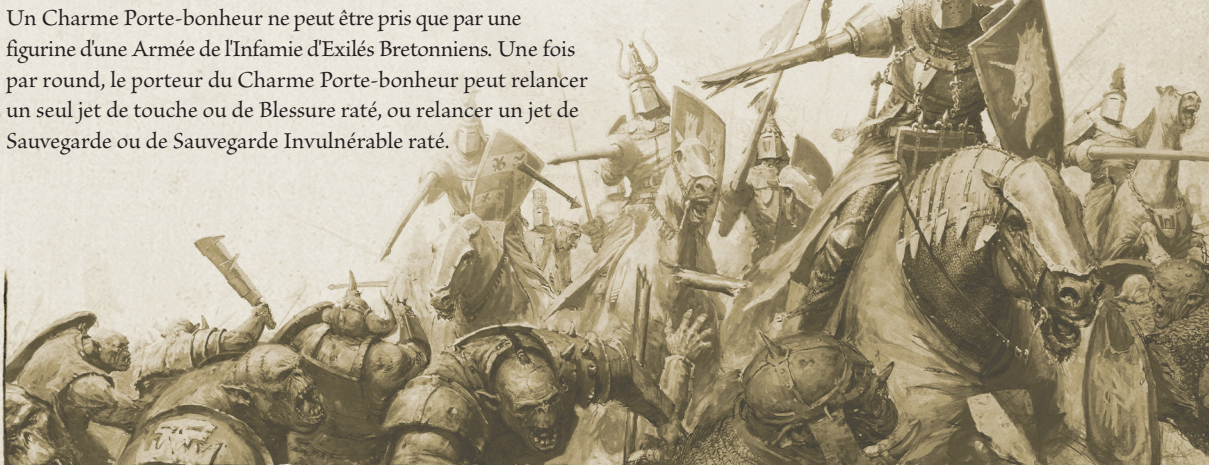 Un Charme Porte-bonheur ne peut être pris que par une
figurine d'une Armée de l'Infamie d'Exilés Bretonniens. Une fois
par round, le porteur du Charme Porte-bonheur peut relancer
un seul jet de touche ou de Blessure raté, ou relancer un jet de
Sauvegarde ou de Sauvegarde Invulnérable raté.